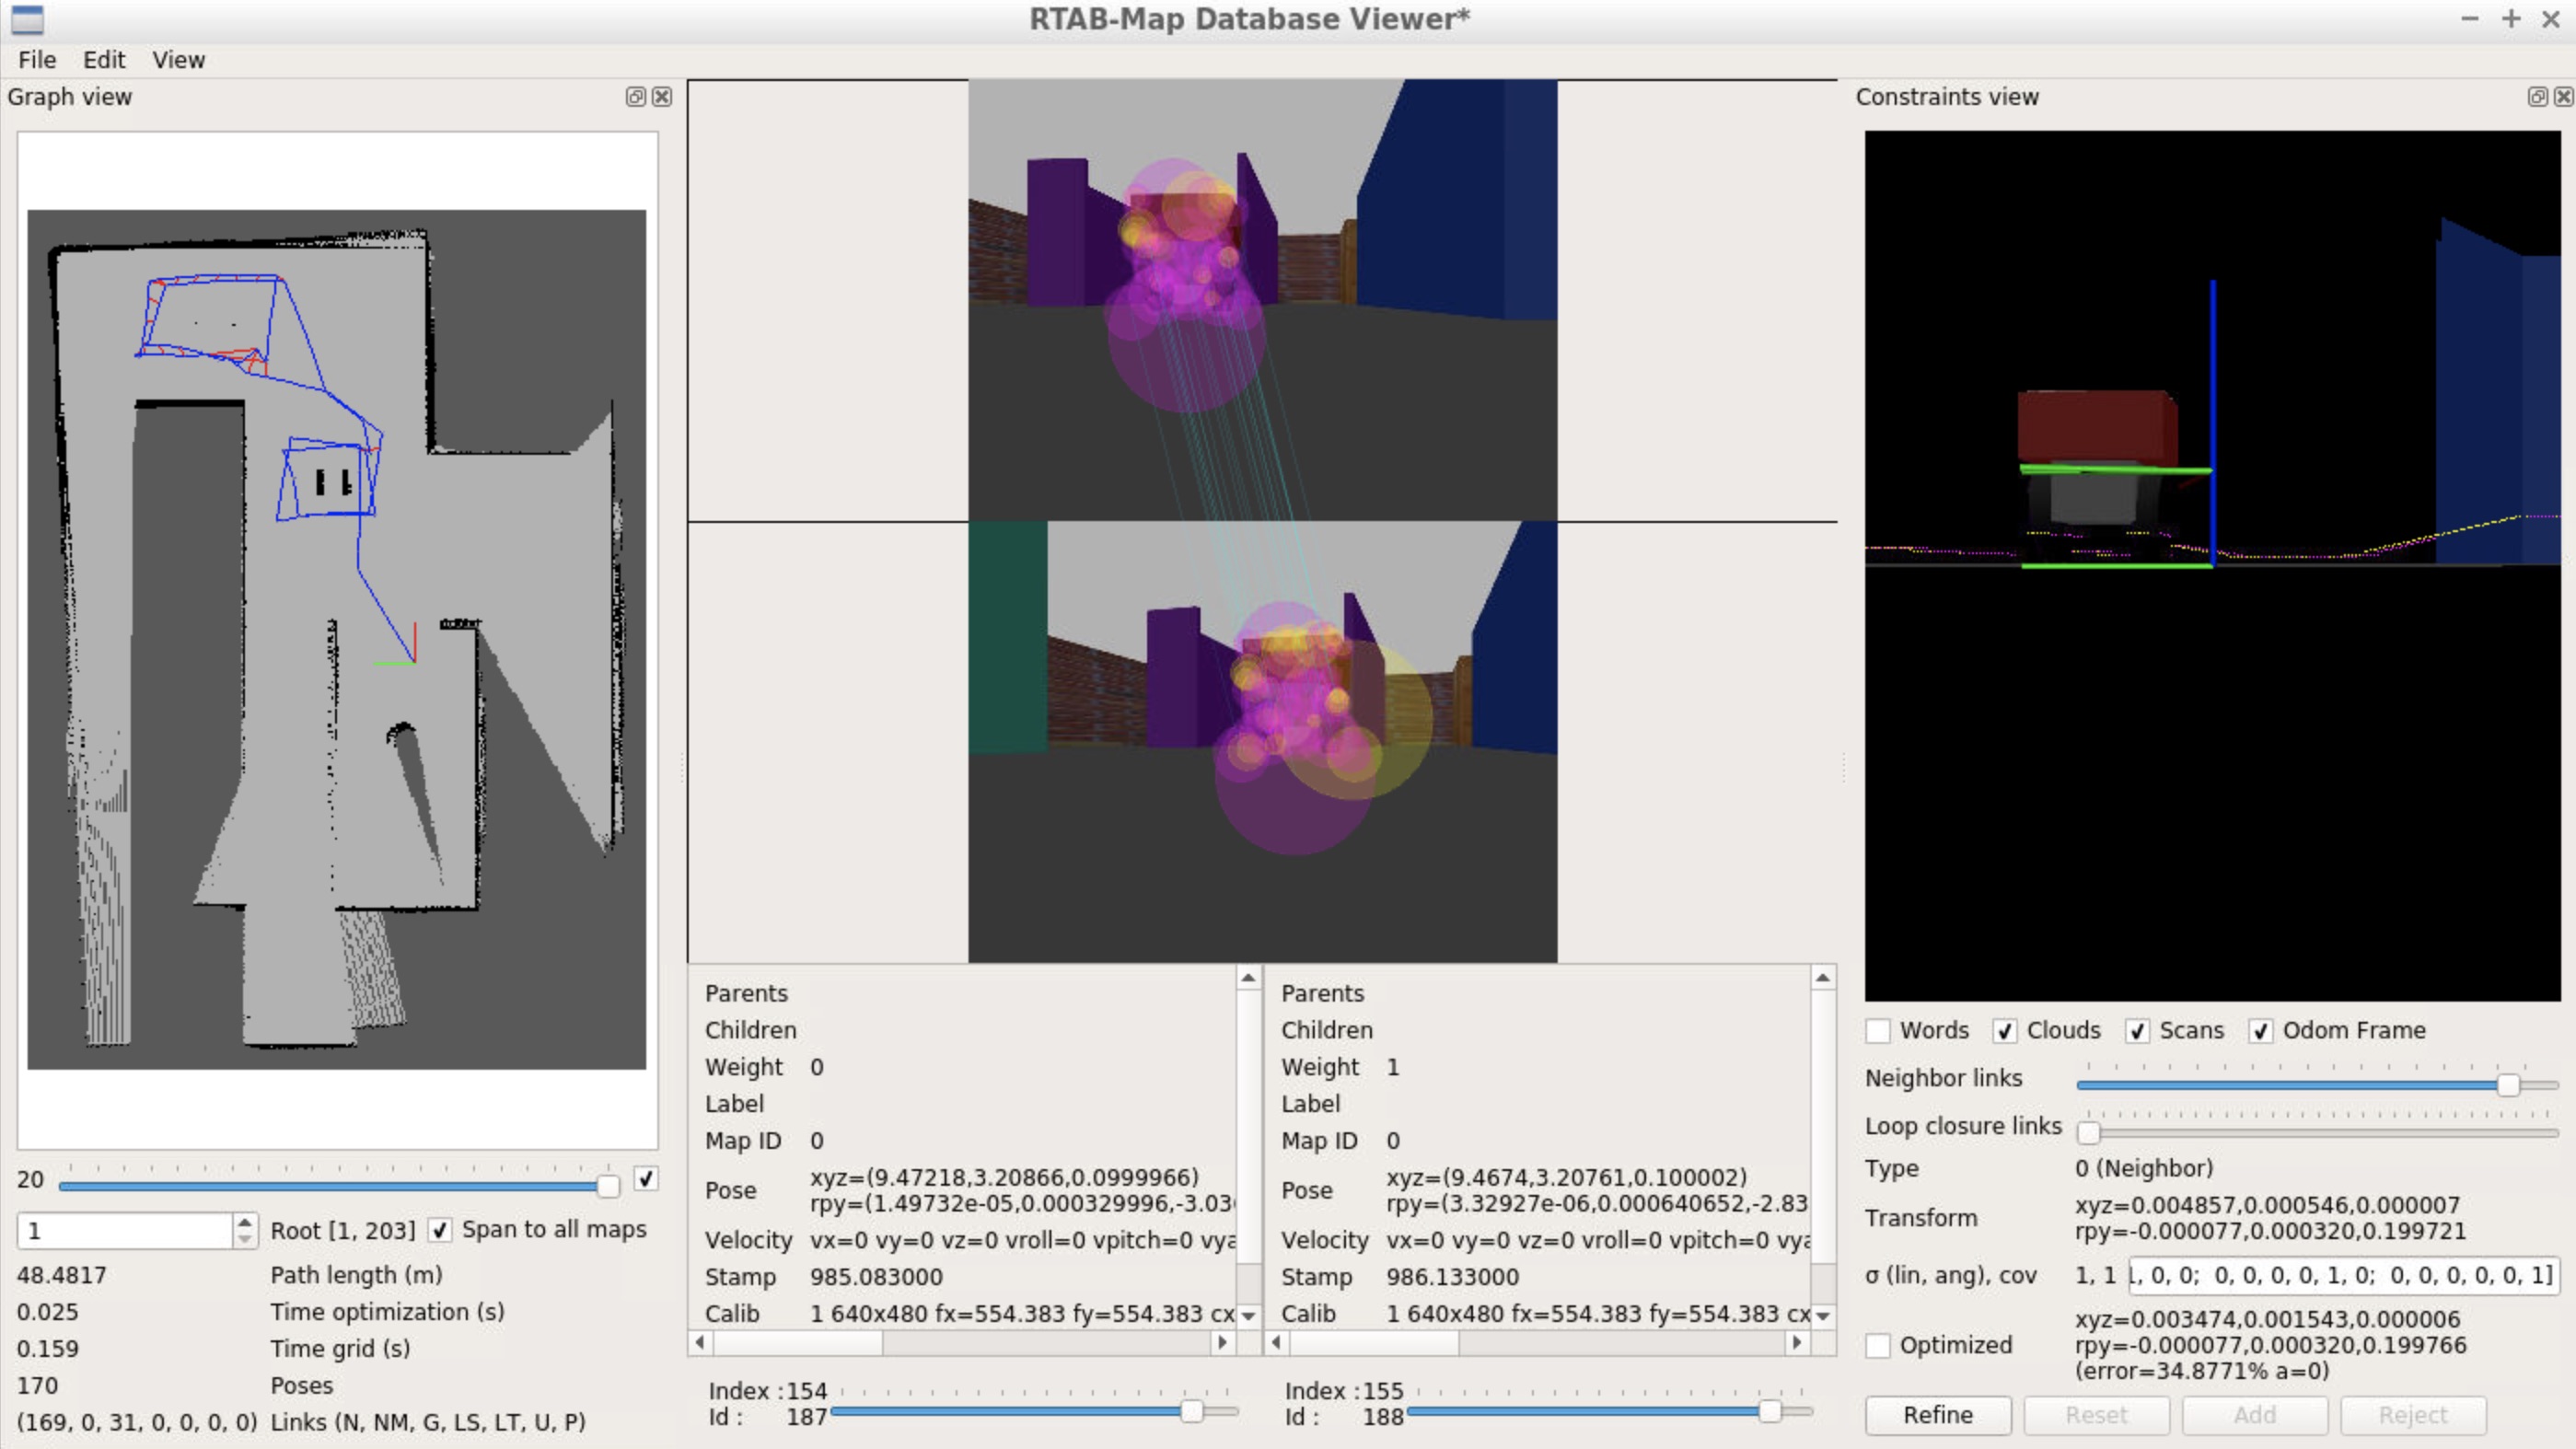 RTAB-Map Database Viewer*
File Edit View
Graph view
20
1 Root [1, 203] Span to all maps
48.4817 Path length (m)
0.025 Time optimization (s)
0.159 Time grid (s)
170 Poses
(169, 0, 31, 0, 0, 0, 0) Links (N, NM, G, LS, LT, U, P)
Parents
Children
Weight 0
Label
Map ID 0
Pose xyz=(9.47218,3.20866,0.0999966)
rpy=(1.49732e-05,0.000329996,-3.03
Velocity vx=0 vy=0 vz=0 vroll=0 vpitch=0 vya
Stamp 985.083000
Calib 1 640x480 fx=554.383 fy=554.383 cx
Index : 154
Id : 187
Parents
Children
Weight 1
Label
Map ID 0
Pose xyz=(9.4674,3.20761,0.100002)
rpy=(3.32927e-06,0.000640652,-2.83
Velocity vx=0 vy=0 vz=0 vroll=0 vpitch=0 vya
Stamp 986.133000
Calib 1 640x480 fx=554.383 fy=554.383 cx
Index : 155
Id : 188
Constraints view
Words Clouds Scans Odom Frame
Neighbor links
Loop closure links
Type 0 (Neighbor)
Transform xyz=0.004857,0.000546,0.000007
rpy=-0.000077,0.000320,0.199721
σ (lin, ang), cov 1, 1 , 0, 0; 0, 0, 0, 0, 1, 0; 0, 0, 0, 0, 0, 1]
Optimized xyz=0.003474,0.001543,0.000006
rpy=-0.000077,0.000320,0.199766
(error=34.8771% a=0)
Refine Reset Add Reject